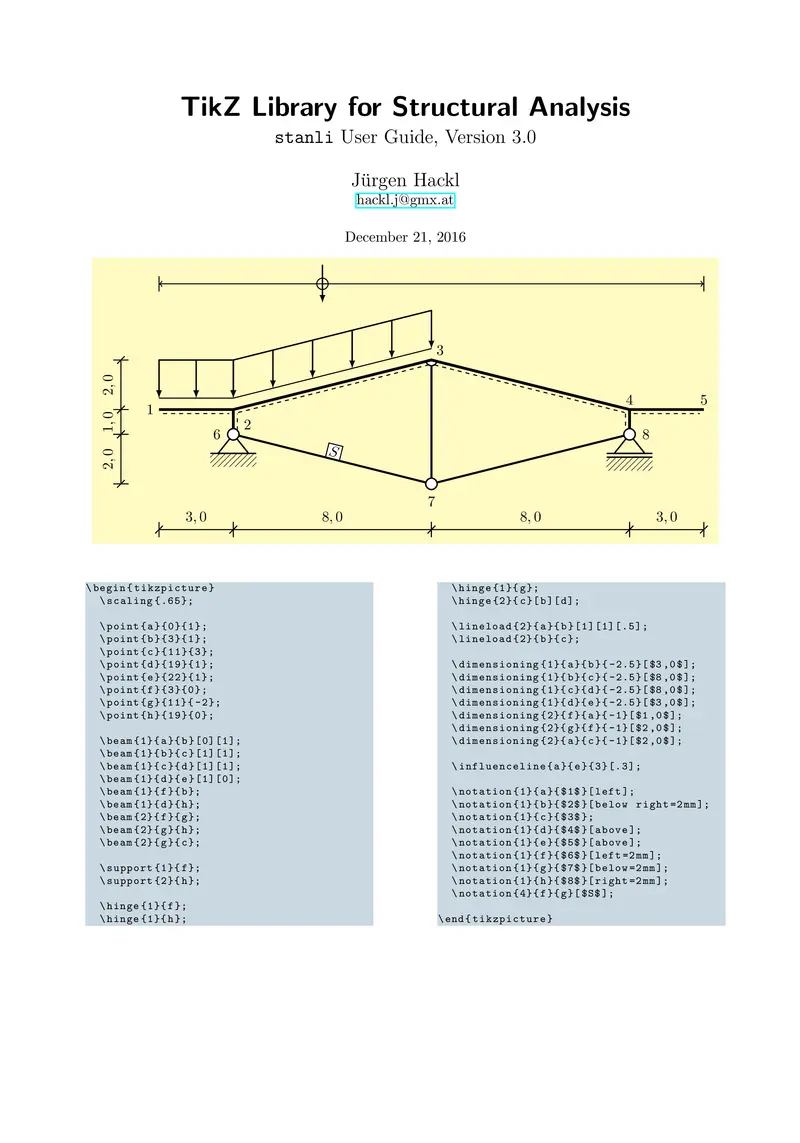 TikZ Library for Structural Analysis
stanli User Guide, Version 3.0
Jürgen Hackl
hackl.j@gmx.at
December 21, 2016
3
2, 0
1
4
5
1, 0
6
2
8
2, 0
S
7
3, 0
8, 0
8, 0
3, 0
\begin{tikzpicture}
\scaling{.65};
\point{a}{0}{1};
\point{b}{3}{1};
\point{c}{11}{3};
\point{d}{19}{1};
\point{e}{22}{1};
\point{f}{3}{0};
\point{g}{11}{-2};
\point{h}{19}{0};
\beam{1}{a}{b}[0][1];
\beam{1}{b}{c}[1][1];
\beam{1}{c}{d}[1][1];
\beam{1}{d}{e}[1][0];
\beam{1}{f}{b};
\beam{1}{d}{h};
\beam{2}{f}{g};
\beam{2}{g}{h};
\beam{2}{g}{c};
\support{1}{f};
\support{2}{h};
\hinge{1}{f};
\hinge{1}{h};
\hinge{1}{g};
\hinge{2}{c}[b][d];
\lineload{2}{a}{b}[1][1][.5];
\lineload{2}{b}{c};
\dimensioning{1}{a}{b}{-2.5}[$3,0$];
\dimensioning{1}{b}{c}{-2.5}[$8,0$];
\dimensioning{1}{c}{d}{-2.5}[$8,0$];
\dimensioning{1}{d}{e}{-2.5}[$3,0$];
\dimensioning{2}{f}{a}{-1}[$1,0$];
\dimensioning{2}{g}{f}{-1}[$2,0$];
\dimensioning{2}{a}{c}{-1}[$2,0$];
\influenceline{a}{e}{3}[.3];
\notation{1}{a}{$1$}[left];
\notation{1}{b}{$2$}[below right=2mm];
\notation{1}{c}{$3$};
\notation{1}{d}{$4$}[above];
\notation{1}{e}{$5$}[above];
\notation{1}{f}{$6$}[left=2mm];
\notation{1}{g}{$7$}[below=2mm];
\notation{1}{h}{$8$}[right=2mm];
\notation{4}{f}{g}[$S$];
\end{tikzpicture}